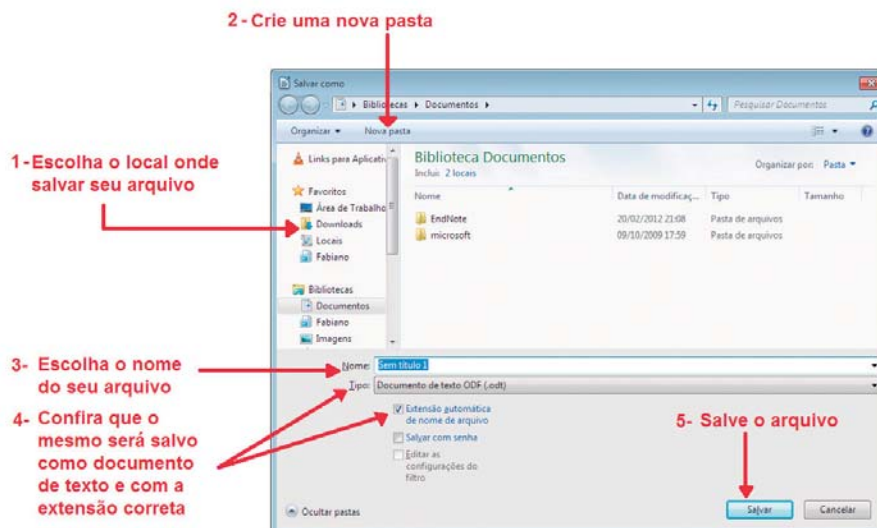 2- Crie uma nova pasta
Salvar como
Bibliotecas ▸ Documentos ▸
Pesquisar Documentos
Organizar
Nova pasta
1- Escolha o local onde
salvar seu arquivo
Links para Aplicativ
Favoritos
Área de Trabalho
Downloads
Locais
Fabiano
Bibliotecas
Documentos
Fabiano
Imagens
Biblioteca Documentos
Inclui: 2 locais
Organizar por: Pasta
Nome Data de modificaç... Tipo Tamanho
EndNote 20/02/2012 21:08 Pasta de arquivos
microsoft 09/10/2009 17:59 Pasta de arquivos
3- Escolha o nome
do seu arquivo
Nome: Sem título 1
Tipo: Documento de texto ODF (.odt)
4- Confira que o
mesmo será salvo
como documento
de texto e com a
extensão correta
Extensão automática
de nome de arquivo
Salvar com senha
Editar as
configurações do
filtro
5- Salve o arquivo
Ocultar pastas
Salvar
Cancelar